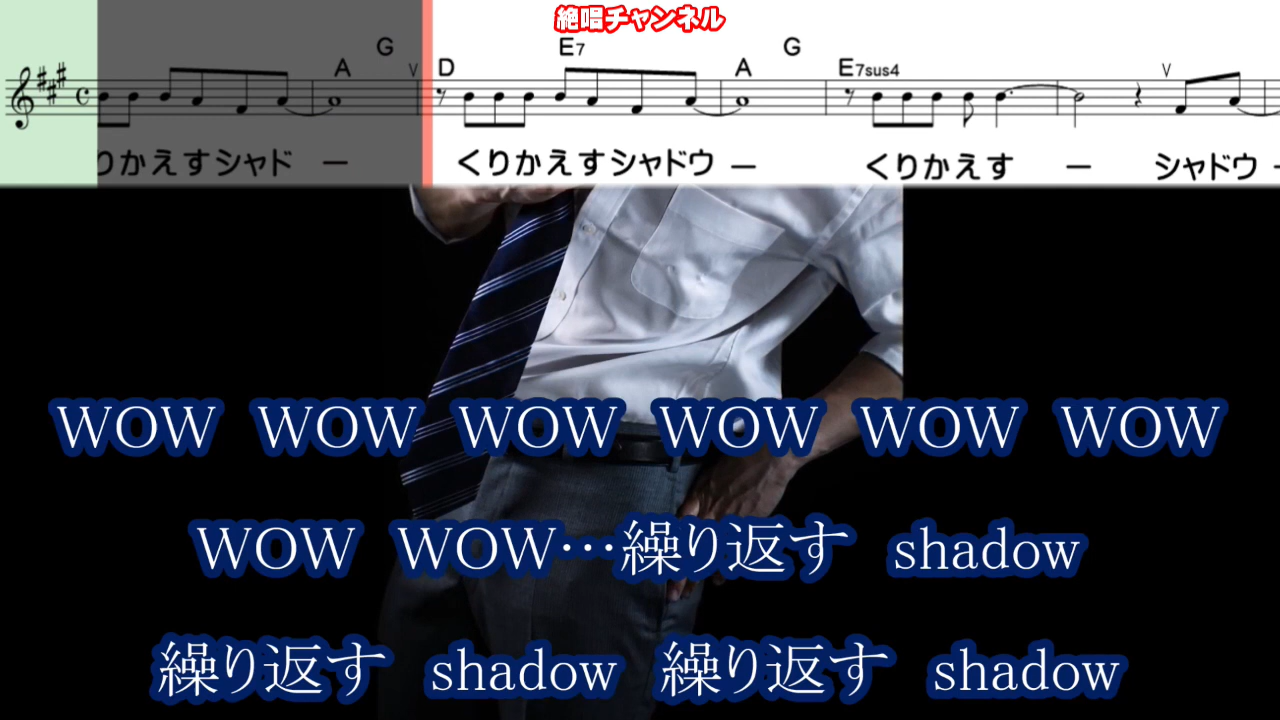 絶唱チャンネル
G E7 G
A D A E7sus4
りかえすシャド ー くりかえすシャドウ ー くりかえす ー シャドウ
WOW WOW WOW WOW WOW WOW
WOW WOW…繰り返す shadow
繰り返す shadow 繰り返す shadow